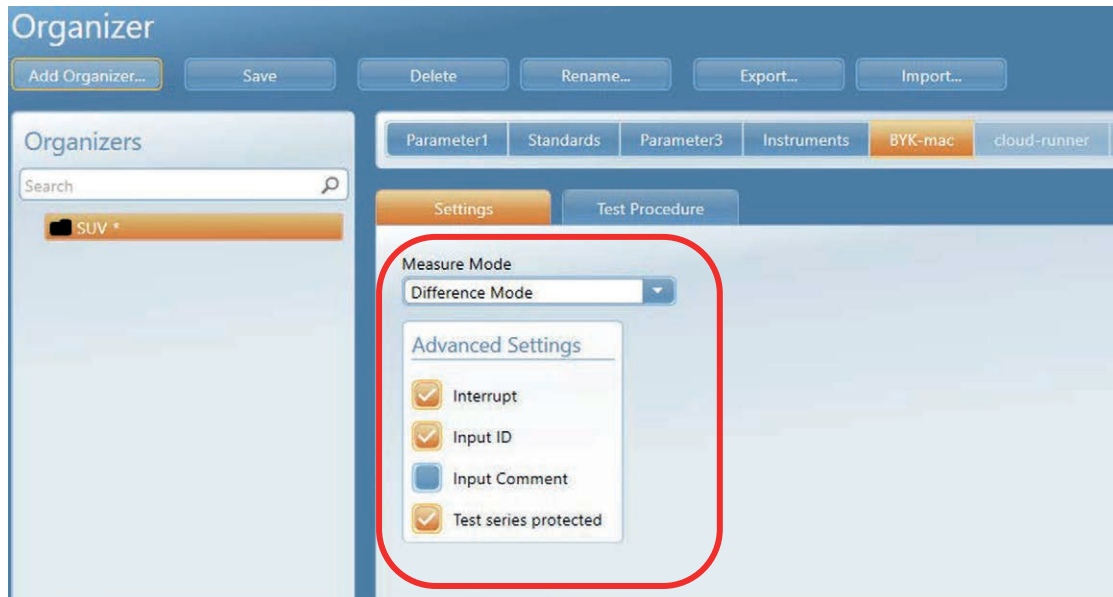 Organizer
Add Organizer... Save Delete Rename... Export... Import...
Organizers
Search
SUV *
Parameter1 Standards Parameter3 Instruments BYK-mac cloud-runner
Settings Test Procedure
Measure Mode
Difference Mode
Advanced Settings
Interrupt
Input ID
Input Comment
Test series protected